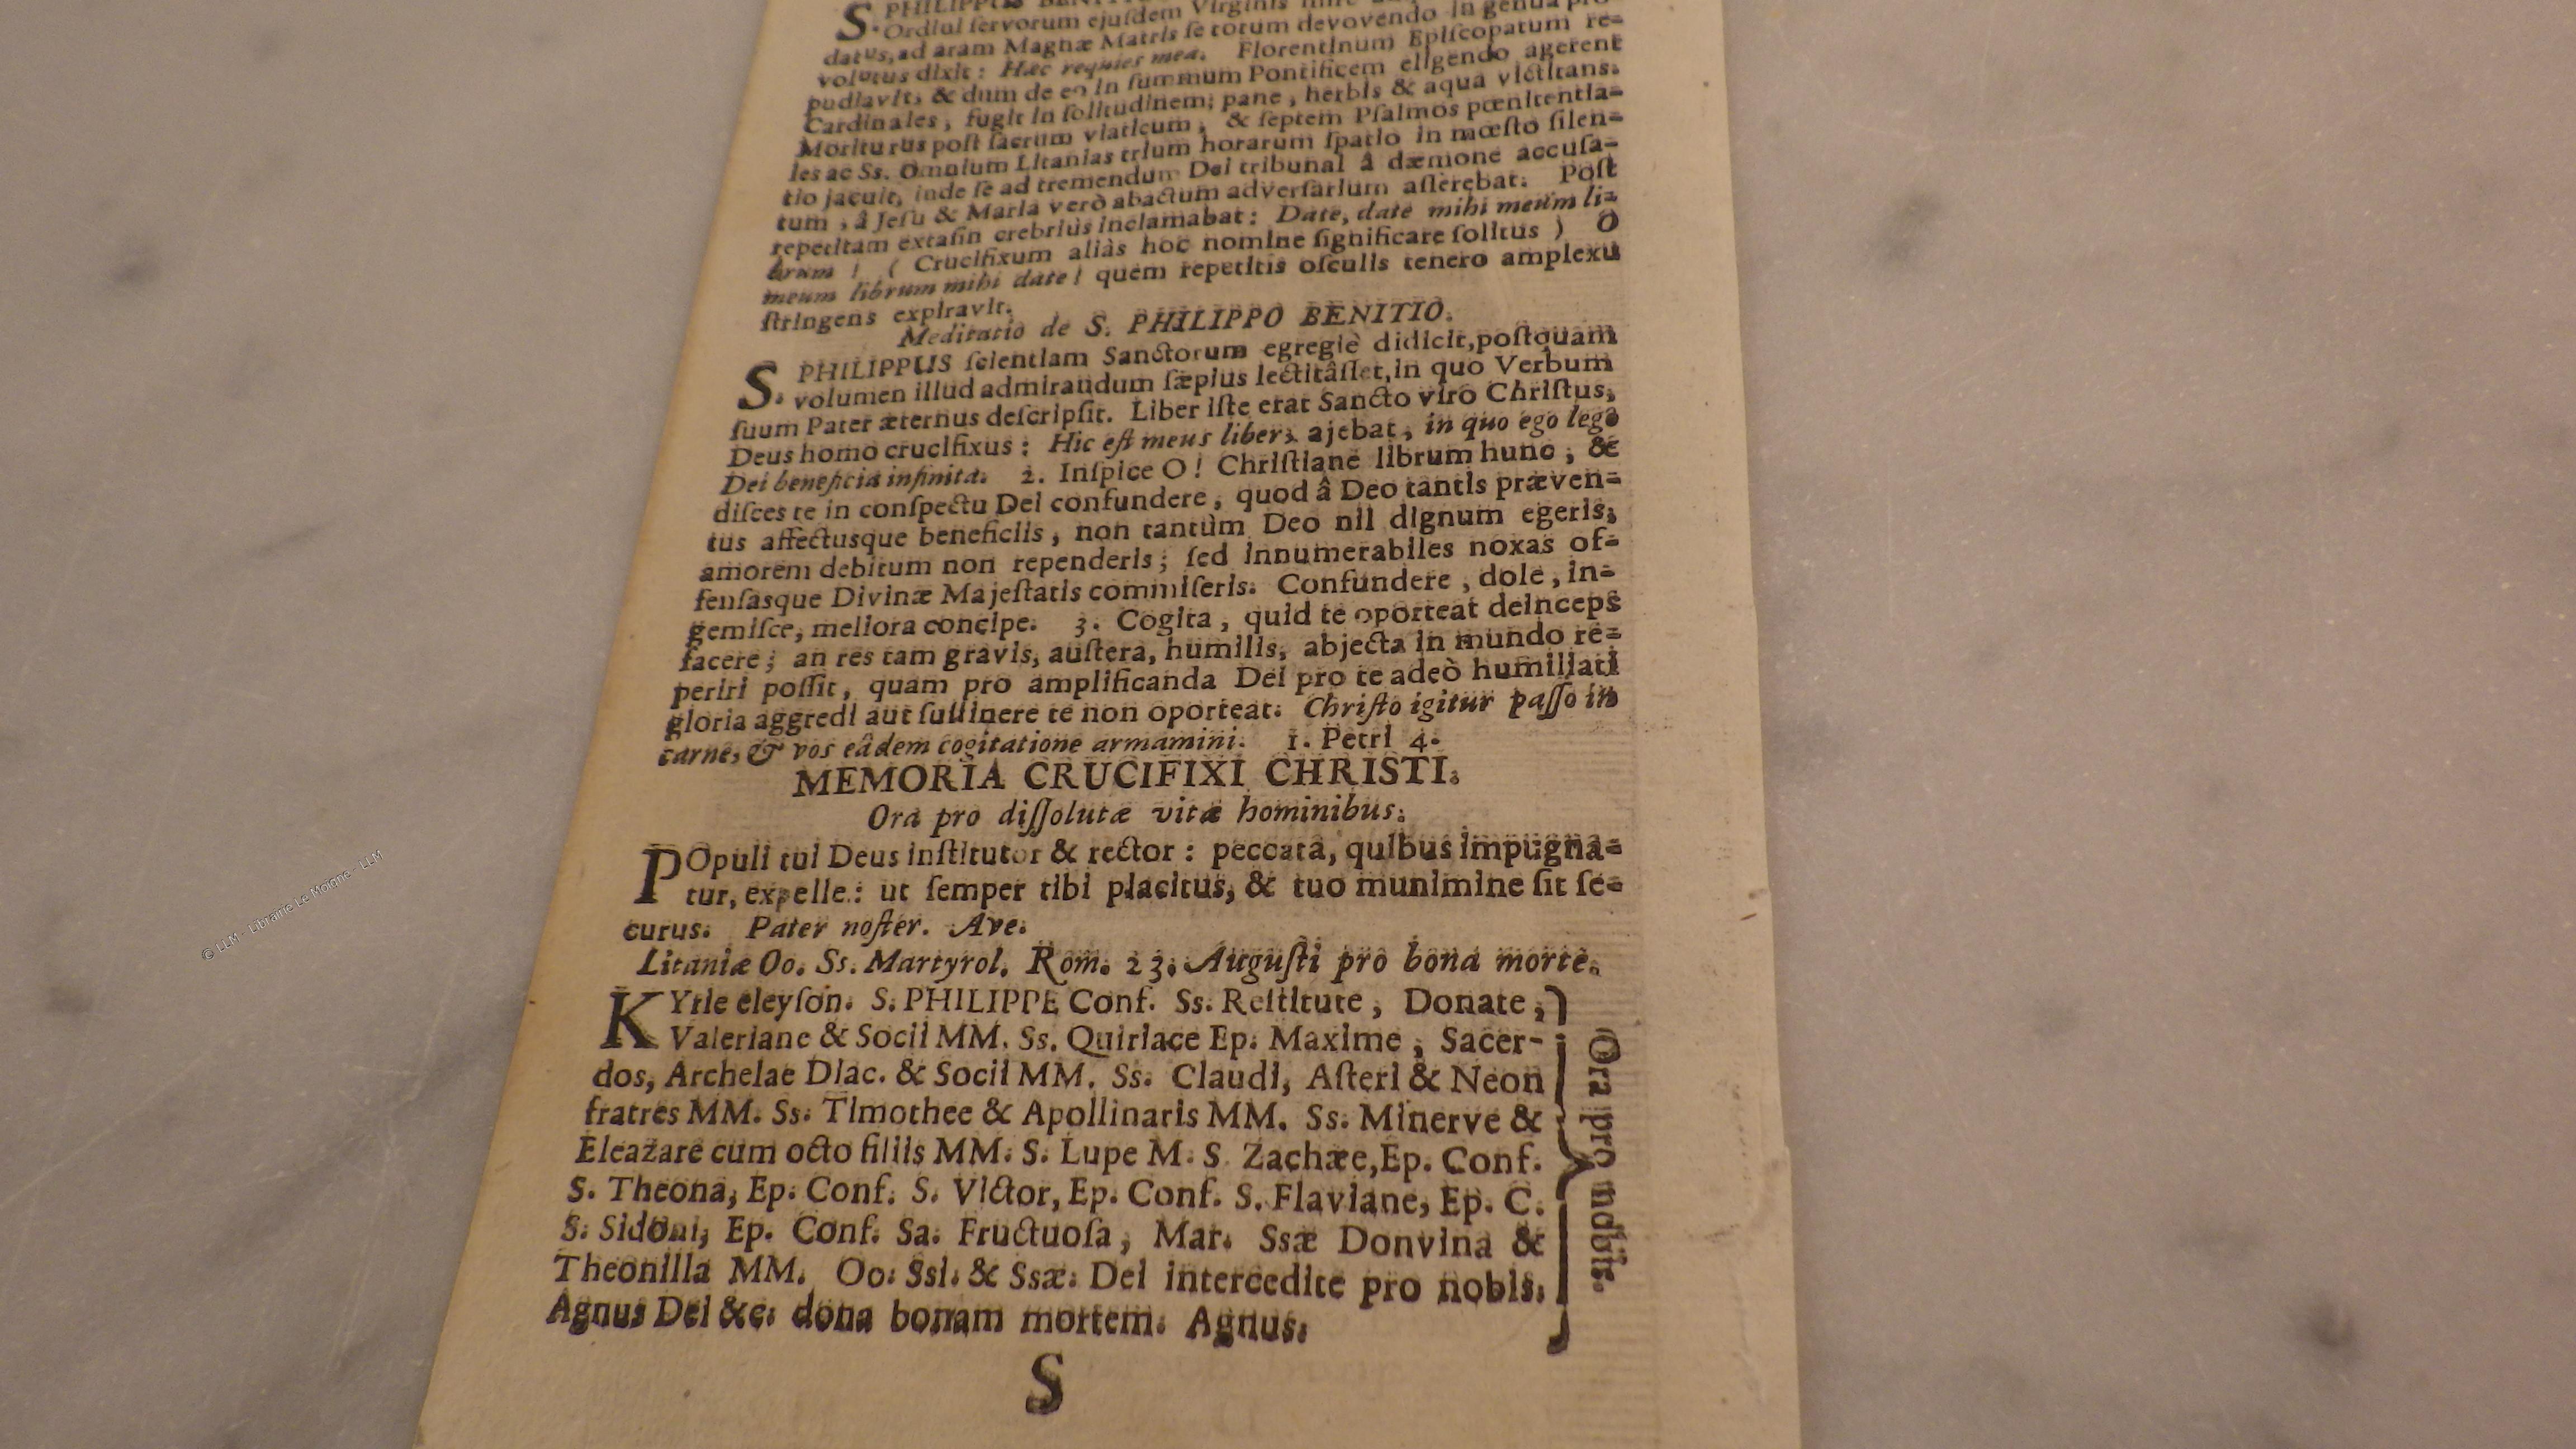 S. PHILIPPUS
Ordini servorum ejuſdem Virginis
datus, ad aram Magnæ Matris ſe totum devovendo in genua pro-
volutus dixit: Hæc requies mea. Florentinum Epiſcopatum re-
pudiavit, & dum de eo in ſummum Pontificem eligendo agerent
Cardinales, fugit in ſolitudinem; pane, herbis & aqua victitans.
Moriturus poſt ſacrum viaticum, & ſeptem Pſalmos pœnitentia-
les ac Ss. Omnium Litanias trium horarum ſpatio in mœſto ſilen-
tio jacuit, inde ſe ad tremendum Dei tribunal â dæmone accuſa-
tum, â Jeſu & Maria verò abactum adverſarium aſſerebat. Poſt
repetitam extaſin crebriùs inclamabat: Date, date mihi meum li-
brum! (Crucifixum aliàs hoc nomine ſignificare ſolitus) O
meum librum mihi date! quem repetitis oſculis tenero amplexu
ſtringens expiravit.
Meditatio de S. PHILIPPO BENITIO.
S. PHILIPPUS ſcientiam Sanctorum egregiè didicit, poſtquam
volumen illud admirandum ſæpius lectitâſſet, in quo Verbum
ſuum Pater æternus deſcripſit. Liber iſte erat Sancto viro Chriſtus,
Deus homo crucifixus: Hic eſt meus liber, ajebat, in quo ego lego
Dei beneficia infinita. 2. Inſpice O! Chriſtiane librum hunc, &
diſces te in conſpectu Dei confundere, quod â Deo tantis præven-
tus affectusque beneficiis, non tantùm Deo nil dignum egeris;
amorem debitum non rependeris; ſed innumerabiles noxas of-
fenſasque Divinæ Majeſtatis commiſeris. Confundere, dole, in-
gemiſce, meliora concipe. 3. Cogita, quid te oporteat deinceps
facere; an res tam gravis, auſtera, humilis, abjecta in mundo re-
periri poſſit, quam pro amplificanda Dei pro te adeò humiliati
gloria aggredi aut ſuſtinere te non oporteat. Chriſto igitur paſſo in
carne, & vos eâdem cogitatione armamini. 1. Petri 4.
MEMORIA CRUCIFIXI CHRISTI.
Ora pro diſſolutæ vitæ hominibus.
POpuli tui Deus inſtitutor & rector: peccata, quibus impugna-
tur, expelle: ut ſemper tibi placitus, & tuo munimine ſit ſe-
curus. Pater noſter. Ave.
Litaniæ Oo. Ss. Martyrol. Rom. 23. Auguſti pro bona morte.
KYrie eleyſon. S. PHILIPPE Conf. Ss. Reſtitute, Donate,
Valeriane & Socii MM. Ss. Quiriace Ep. Maxime, Sacer-
dos, Archelae Diac. & Socii MM. Ss. Claudi, Aſteri & Neon
fratres MM. Ss. Timothee & Apollinaris MM. Ss. Minerve &
Eleazare cum octo filiis MM. S. Lupe M. S. Zachæe, Ep. Conf.
S. Theona, Ep. Conf. S. Victor, Ep. Conf. S. Flaviane, Ep. C.
S. Sidoni, Ep. Conf. Sa. Fructuoſa, Mar. Ssæ Donvina &
Theonilla MM. Oo. Ssi. & Ssæ. Dei intercedite pro nobis.
Agnus Dei &c. dona bonam mortem. Agnus.
Ora pro nobis.
S
© LLM - Librairie Le Moigne - LLM